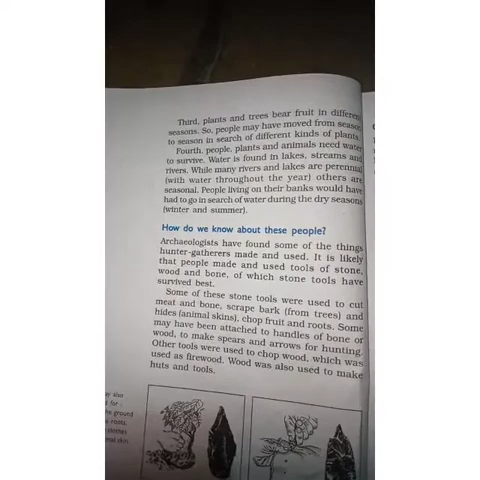 Third, plants and trees bear fruit in different
seasons. So, people may have moved from season
to season in search of different kinds of plants.
Fourth, people, plants and animals need water
to survive. Water is found in lakes, streams and
rivers. While many rivers and lakes are perennial
(with water throughout the year) others are
seasonal. People living on their banks would have
had to go in search of water during the dry seasons
(winter and summer).
How do we know about these people?
Archaeologists have found some of the things
hunter-gatherers made and used. It is likely
that people made and used tools of stone,
wood and bone, of which stone tools have
survived best.
Some of these stone tools were used to cut
meat and bone, scrape bark (from trees) and
hides (animal skins), chop fruit and roots. Some
may have been attached to handles of bone or
wood, to make spears and arrows for hunting.
Other tools were used to chop wood, which was
used as firewood. Wood was also used to make
huts and tools.
also
for -
ground
roots,
clothes
skin